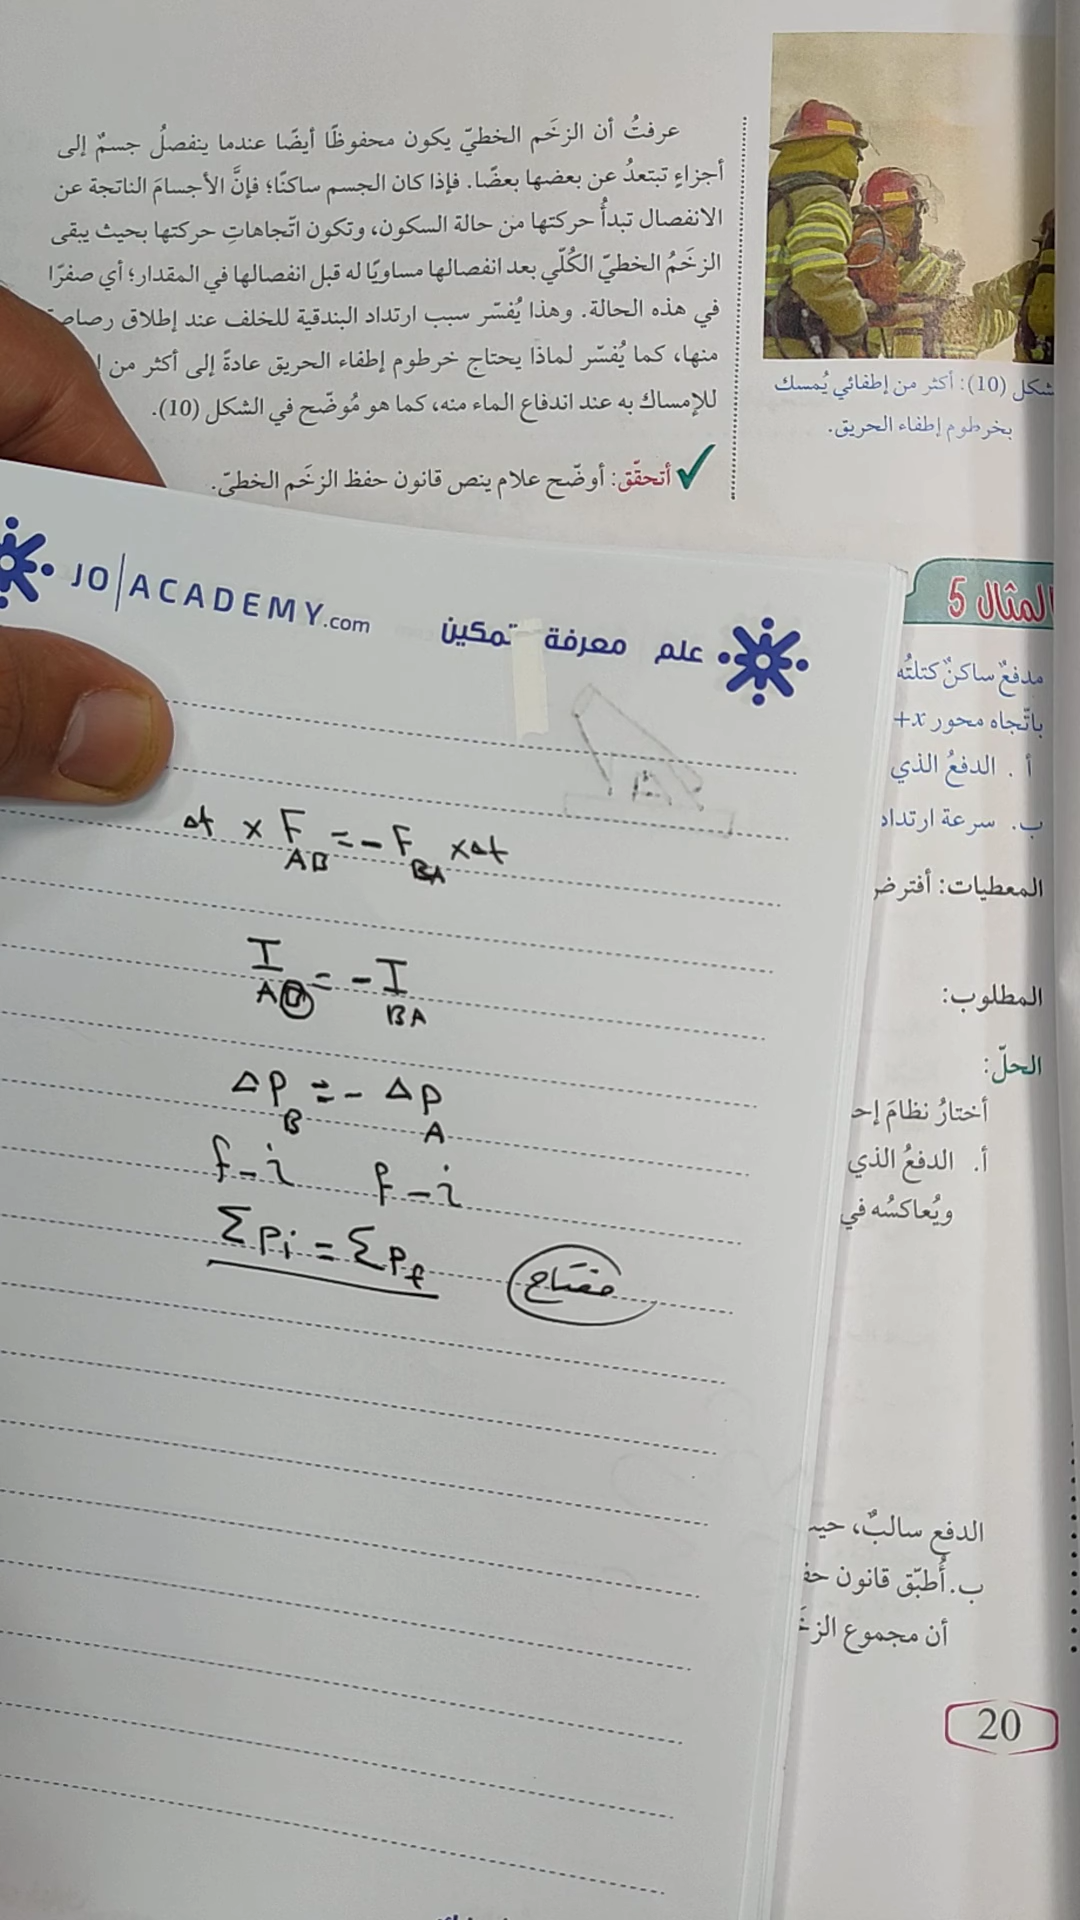 عرفتُ أن الزخَم الخطيّ يكون محفوظًا أيضًا عندما ينفصلُ جسمٌ إلى
أجزاءٍ تبتعدُ عن بعضها بعضًا. فإذا كان الجسم ساكنًا؛ فإنَّ الأجسامَ الناتجة عن
الانفصال تبدأُ حركتها من حالة السكون، وتكون اتّجاهاتِ حركتها بحيث يبقى
الزخَمُ الخطيّ الكُلّي بعد انفصالها مساويًا له قبل انفصالها في المقدار؛ أي صفرًا
في هذه الحالة. وهذا يُفسّر سبب ارتداد البندقية للخلف عند إطلاق
منها، كما يُفسّر لماذا يحتاج خرطوم إطفاء الحريق عادةً إلى أكثر من
للإمساك به عند اندفاع الماء منه، كما هو مُوضّح في الشكل (10).
شكل (10): أكثر من إطفائي يُمسك
بخرطوم إطفاء الحريق.
✓ أتحقّق: أوضّح علام ينص قانون حفظ الزخَم الخطيّ.
JO|ACADEMY.com
علم معرفة تمكين
Δt × F_AB = - F_BA × Δt
I_AB = - I_BA
ΔP_B = - ΔP_A
f - i f - i
Σ Pi = Σ Pf مفتاح
المثال 5
مدفعٌ ساكنٌ كتلتُه
باتّجاه محور x+
أ . الدفعُ الذي
ب. سرعة ارتداد
المعطيات: أفترض
المطلوب:
الحلّ:
أختارُ نظامَ
أ. الدفعُ الذي
ويُعاكسُه في
الدفع سالبٌ،
ب. أُطبّق قانون
أن مجموع
20